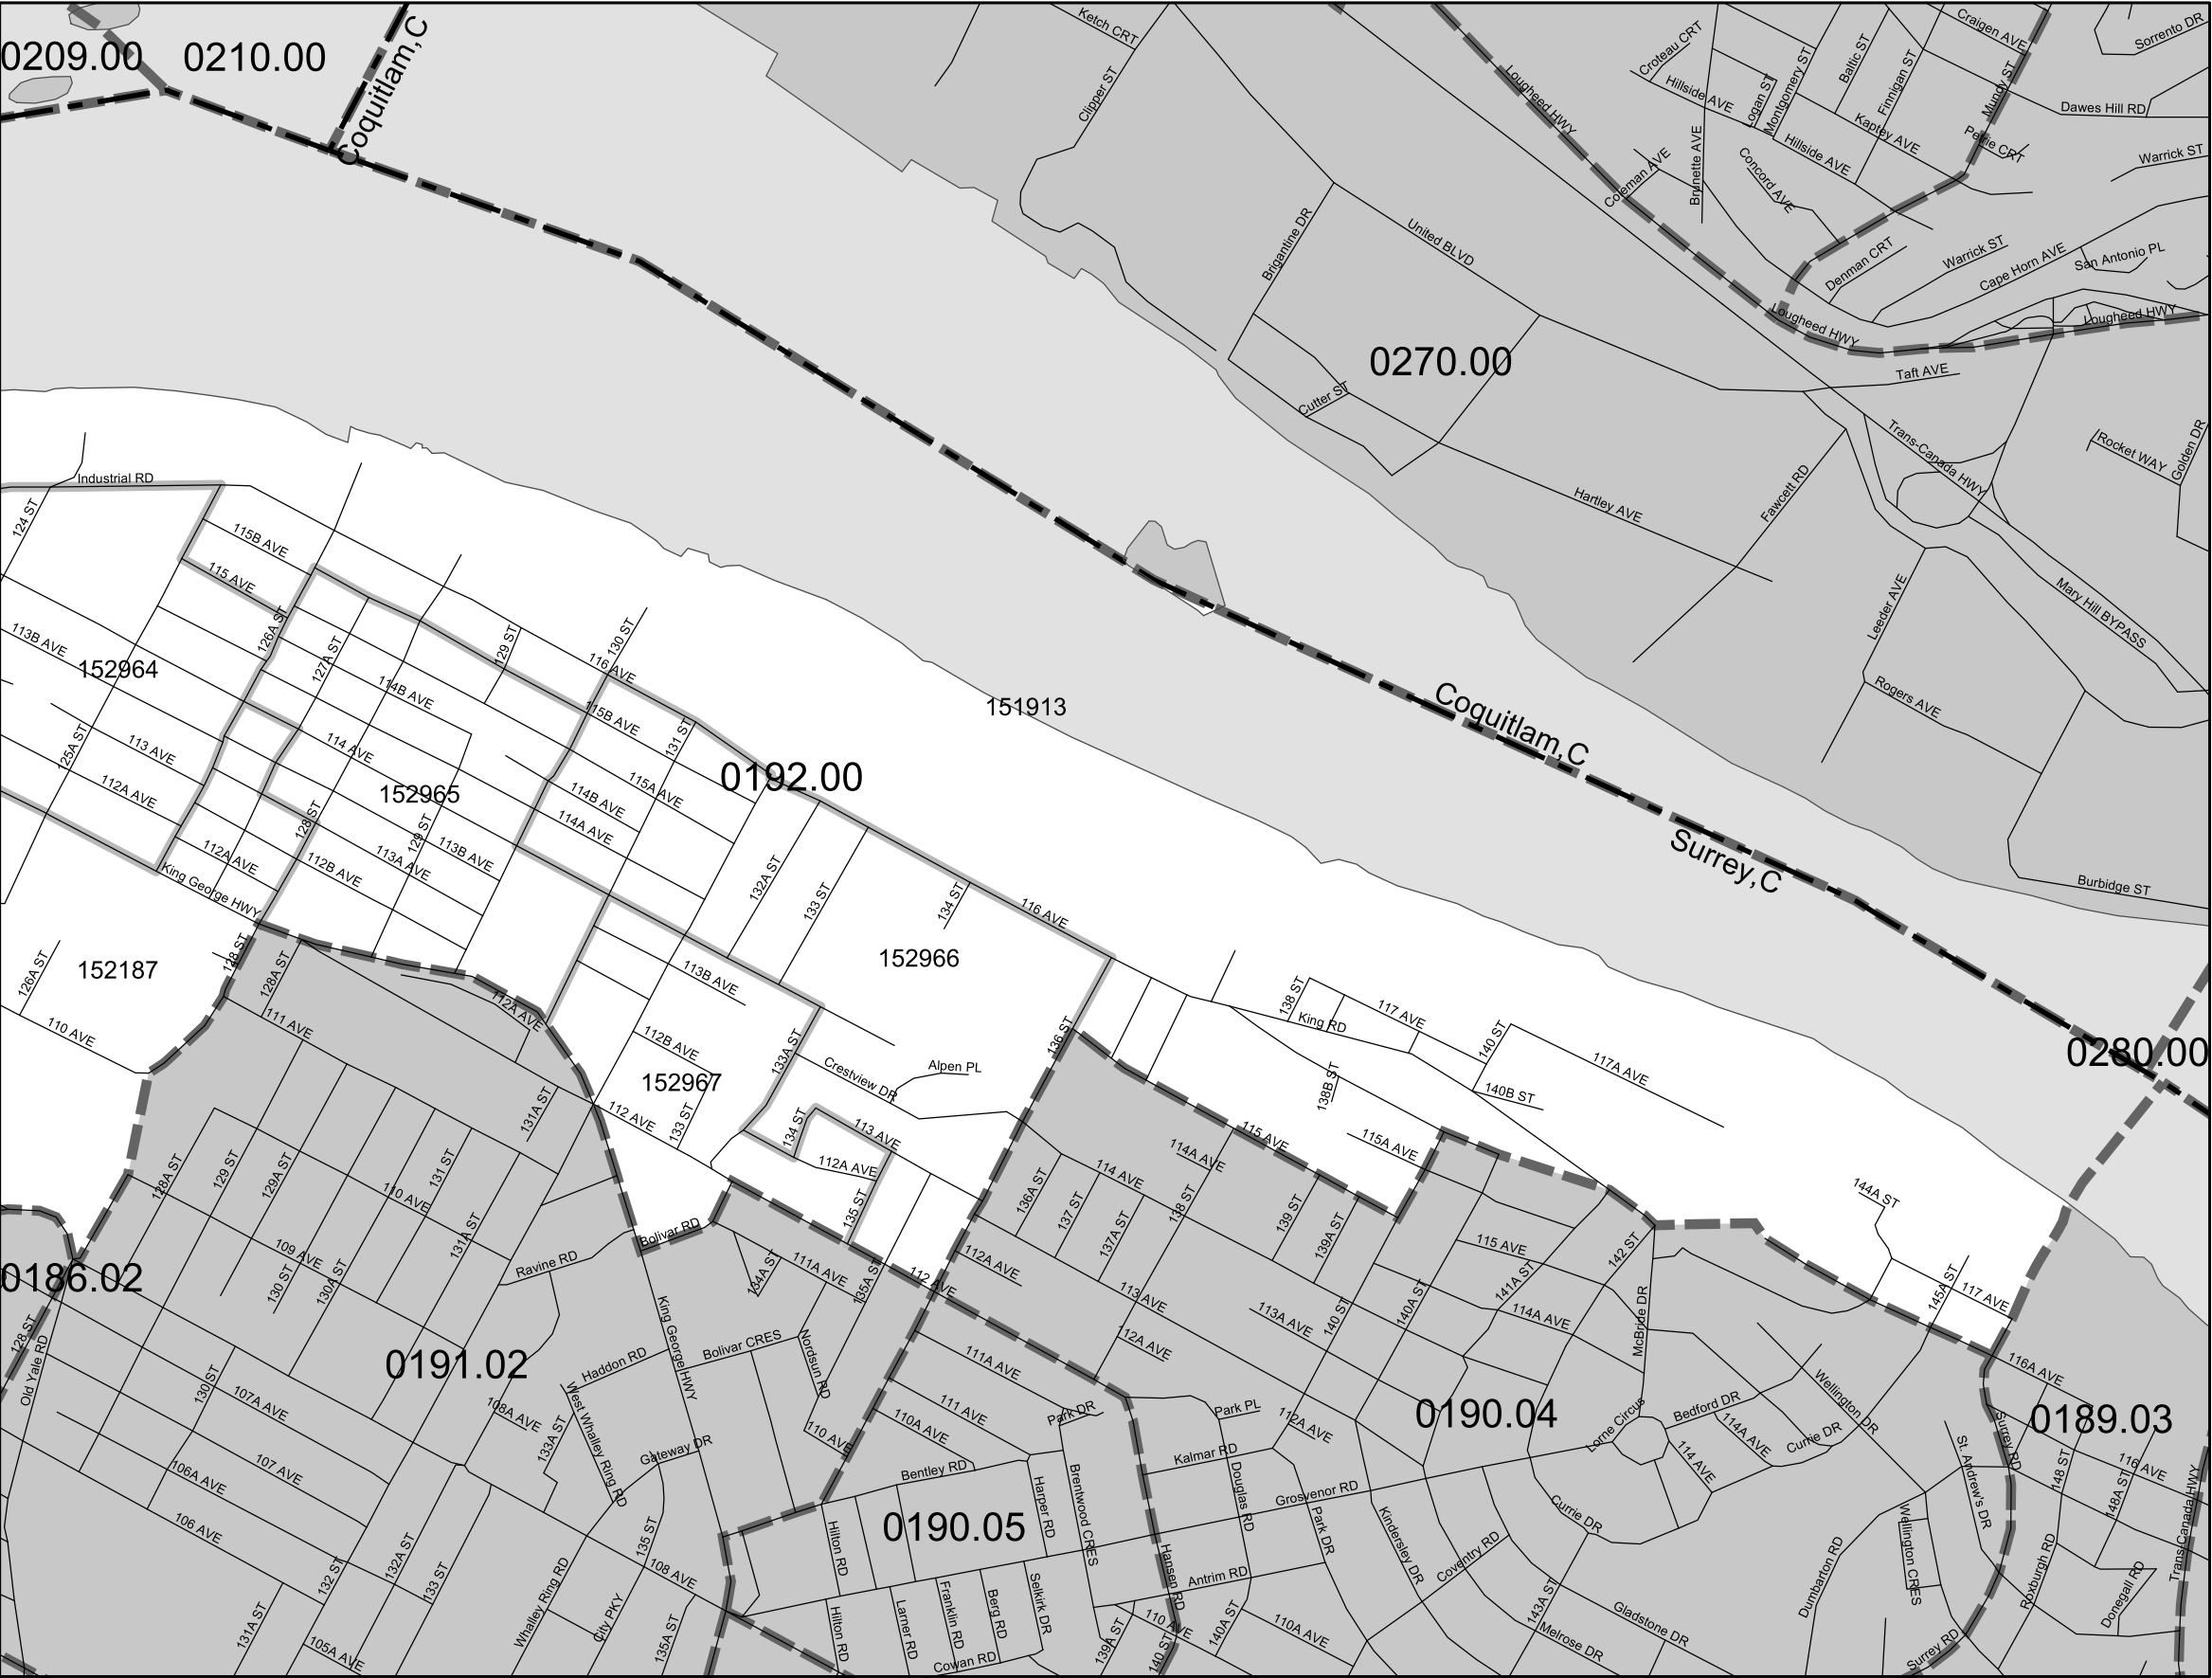 0209.00
0210.00
Coquitlam,C
Ketch CRT
Clipper ST
Lougheed HWY
Croteau CRT
Hillside AVE
Logan ST
Montgomery ST
Baltic ST
Finnigan ST
Craigen AVE
Mundy ST
Sorrento DR
Dawes Hill RD
Kaptey AVE
Hillside AVE
Pettie CRT
Warrick ST
Coleman AVE
Brunette AVE
Concord AVE
Brigantine DR
United BLVD
Denman CRT
Warrick ST
Cape Horn AVE
San Antonio PL
Lougheed HWY
Lougheed HWY
0270.00
Cutter ST
Taft AVE
Trans-Canada HWY
Rocket WAY
Golden DR
Hartley AVE
Fawcett RD
Leeder AVE
Mary Hill BYPASS
Rogers AVE
Burbidge ST
Industrial RD
124 ST
115B AVE
115 AVE
126A ST
113B AVE
152964
127A ST
129 ST
130 ST
116 AVE
114B AVE
115B AVE
131 ST
151913
Coquitlam,C
Surrey,C
125A ST
113 AVE
112A AVE
114 AVE
152965
0192.00
115A AVE
114B AVE
114A AVE
128 ST
129 ST
112A AVE
112B AVE
113A AVE
113B AVE
132A ST
133 ST
134 ST
116 AVE
King George HWY
152187
126A ST
128 ST
128A ST
110 AVE
111 AVE
112A AVE
113B AVE
152966
112B AVE
152967
133A ST
136 ST
Crestview DR
Alpen PL
138 ST
King RD
117 AVE
140 ST
117A AVE
140B ST
138B ST
0280.00
131A ST
112 AVE
133 ST
134 ST
113 AVE
112A AVE
135 ST
115 AVE
115A AVE
114A AVE
114 AVE
136A ST
137 ST
137A ST
138 ST
139 ST
139A ST
144A ST
145A ST
117 AVE
128A ST
129 ST
129A ST
110 AVE
131 ST
131A ST
109 AVE
130 ST
130A ST
Ravine RD
Bolivar RD
134A ST
111A AVE
135A ST
112 AVE
112A AVE
113 AVE
115 AVE
141A ST
142 ST
114A AVE
McBride DR
0186.02
128 ST
Old Yale RD
0191.02
King George HWY
Bolivar CRES
Nordsun RD
Haddon RD
113A AVE
112A AVE
140 ST
140A ST
111A AVE
111 AVE
110A AVE
Park DR
Park PL
112A AVE
0190.04
Lorne Circus
Bedford DR
114A AVE
114 AVE
Currie DR
Wellington DR
116A AVE
0189.03
Surrey RD
130 ST
107A AVE
108A AVE
133A ST
West Whalley Ring RD
Gateway DR
110 AVE
Bentley RD
Kalmar RD
Grosvenor RD
Douglas RD
107 AVE
106A AVE
106 AVE
0190.05
Harper RD
Brentwood CRES
Hilton RD
Hansen RD
Park DR
Kindersley DR
Currie DR
Coventry RD
St. Andrew's DR
148 ST
148A ST
116 AVE
Trans-Canada HWY
Wellington CRES
Dumbarton RD
Roxburgh RD
Donegall RD
132A ST
132 ST
133 ST
135 ST
108 AVE
Whalley Ring RD
City PKY
131A ST
105A AVE
135A ST
Hilton RD
Larner RD
Franklin RD
Berg RD
Selkirk DR
Cowan RD
Antrim RD
139A ST
110 AVE
140 ST
140A ST
110A AVE
143A ST
Melrose DR
Gladstone DR
Surrey RD